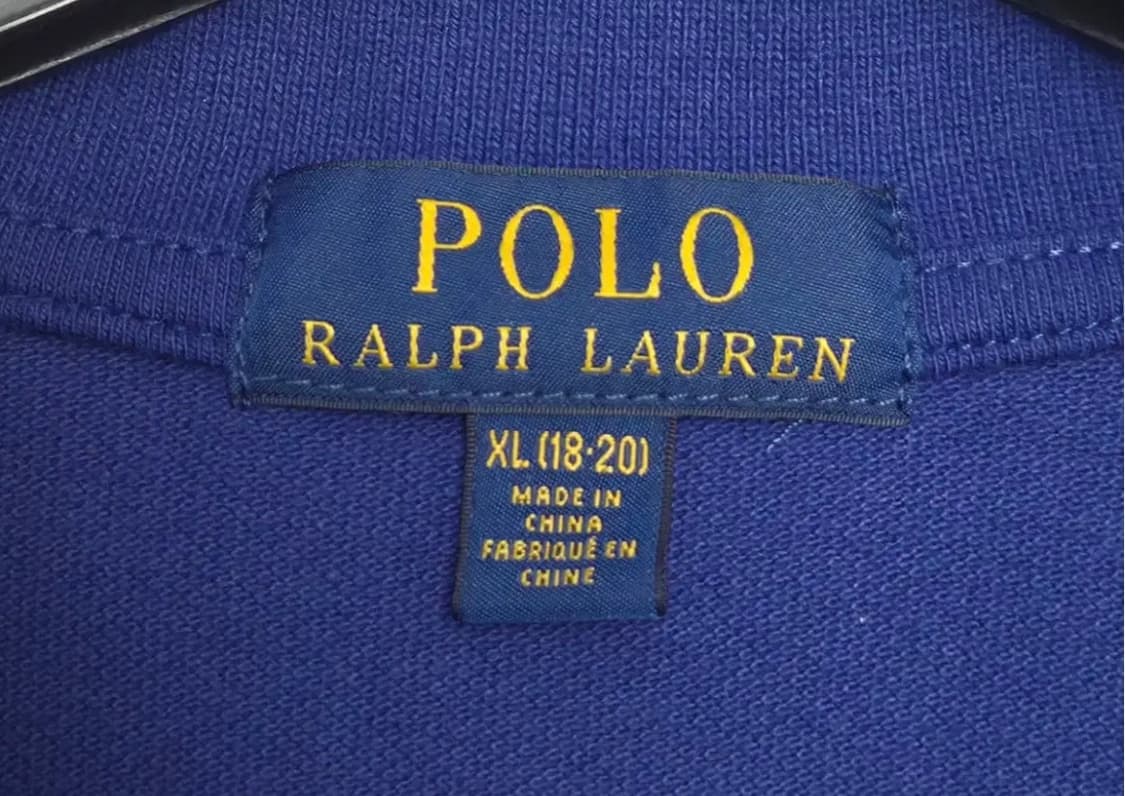 POLO
RALPH LAUREN
XL (18·20)
MADE IN
CHINA
FABRIQUÉ EN
CHINE